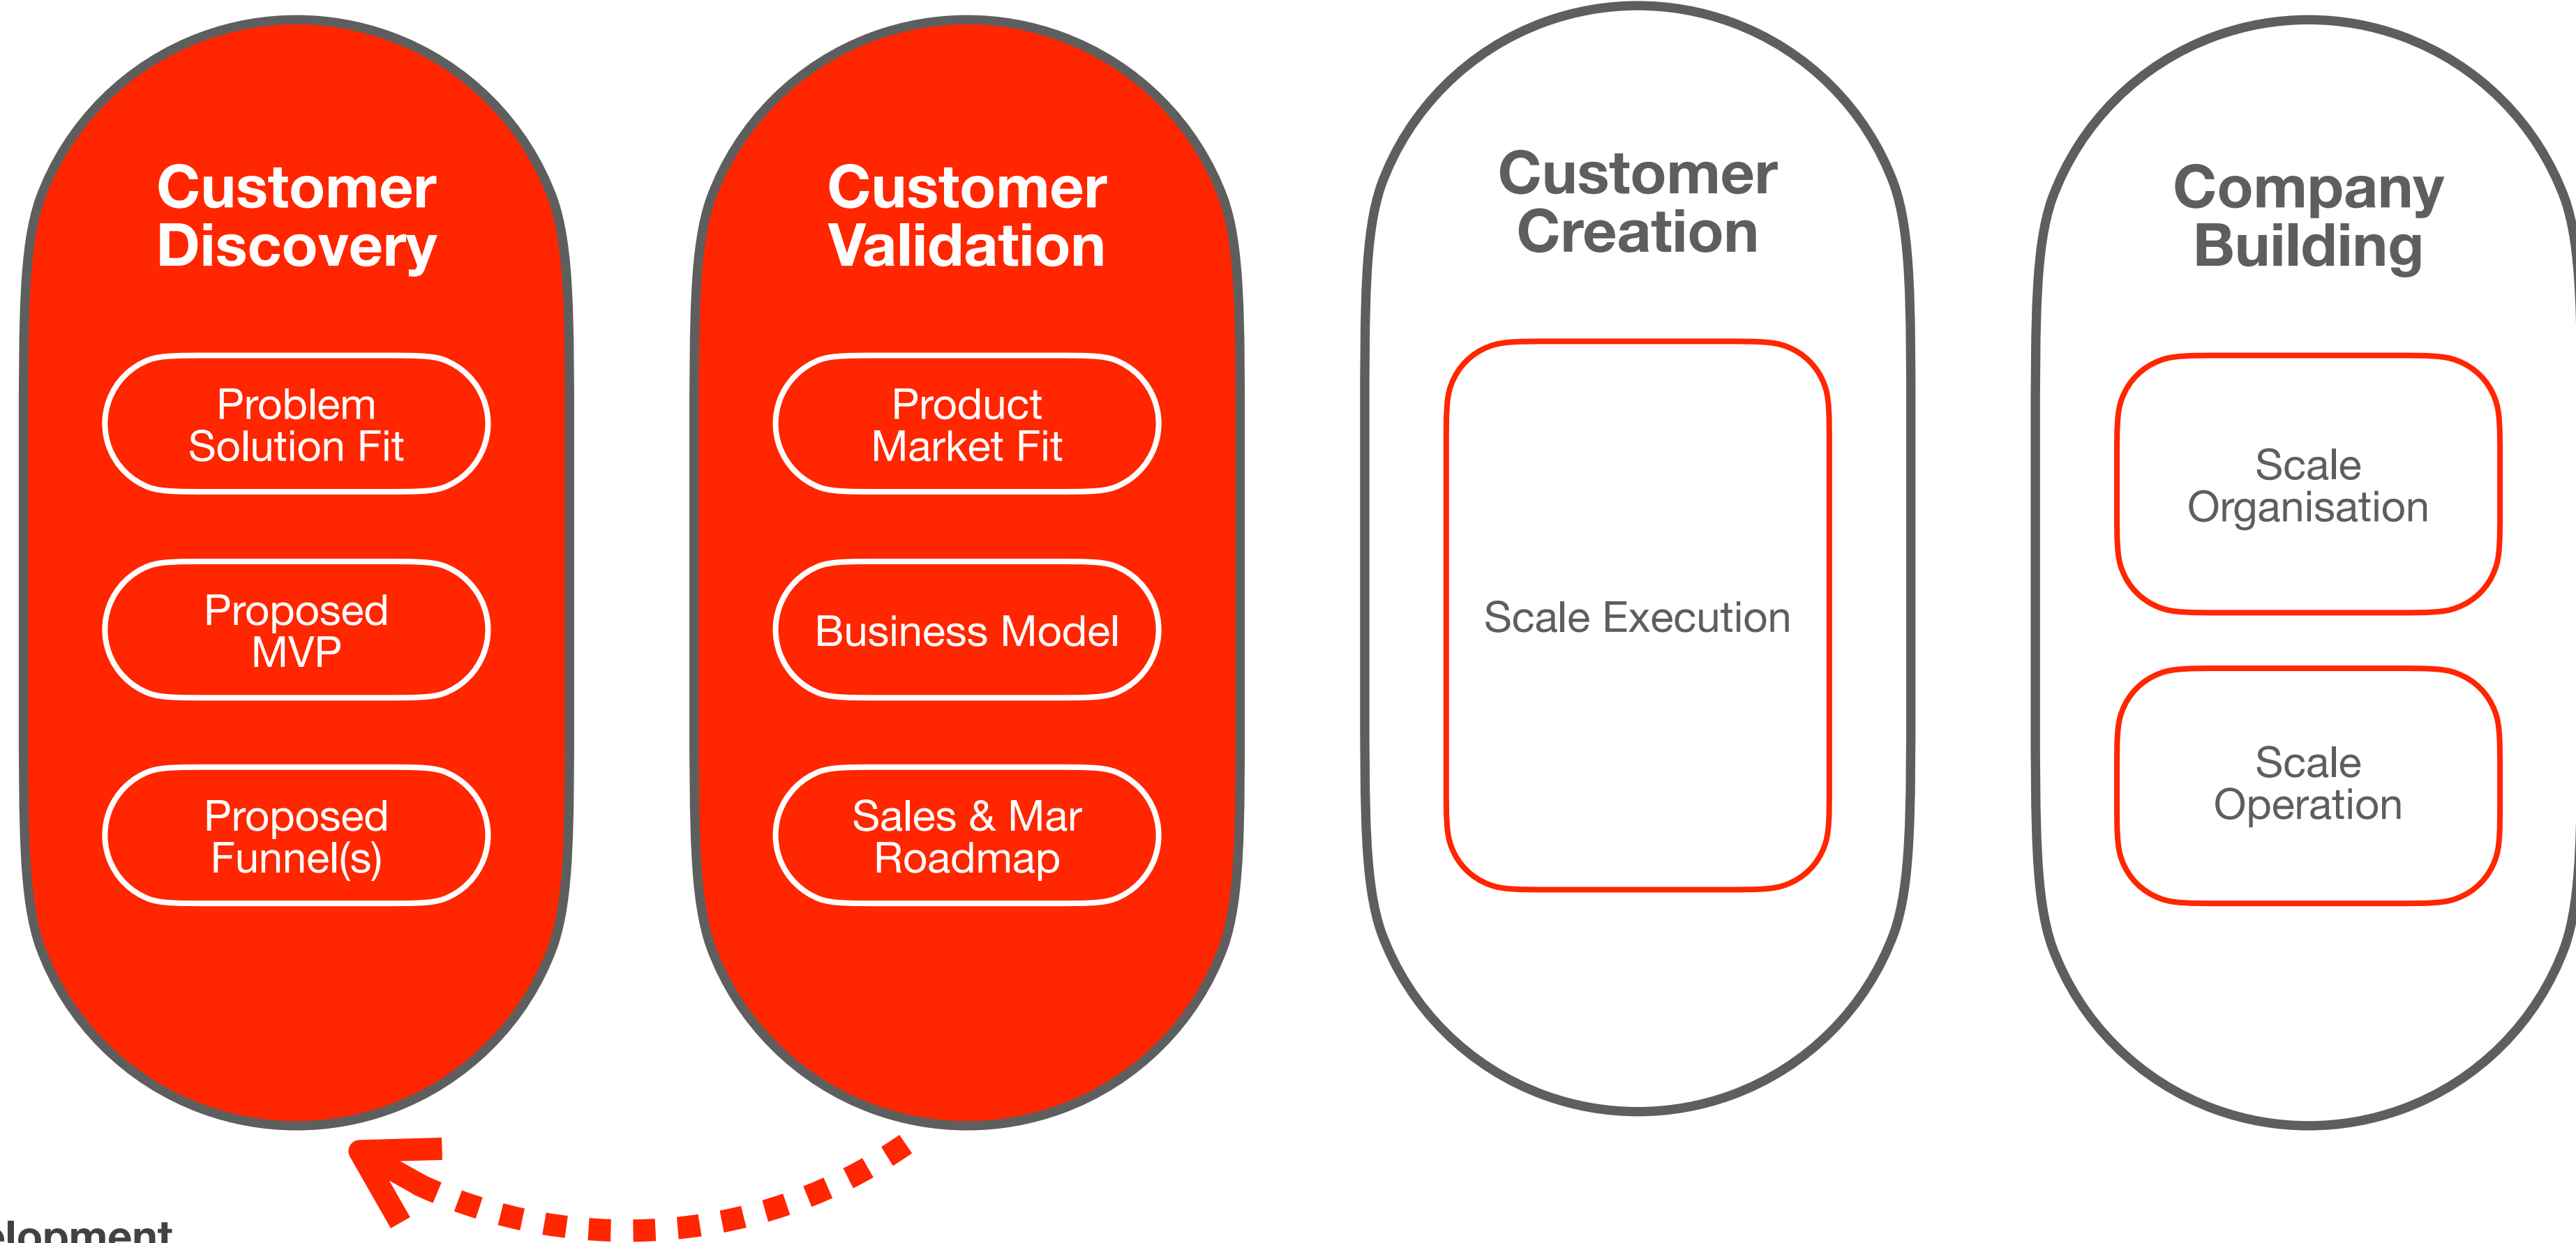 Customer
Discovery
Problem
Solution Fit
Proposed
MVP
Proposed
Funnel(s)
Customer
Validation
Product
Market Fit
Business Model
Sales & Mar
Roadmap
Customer
Creation
Scale Execution
Company
Building
Scale
Organisation
Scale
Operation